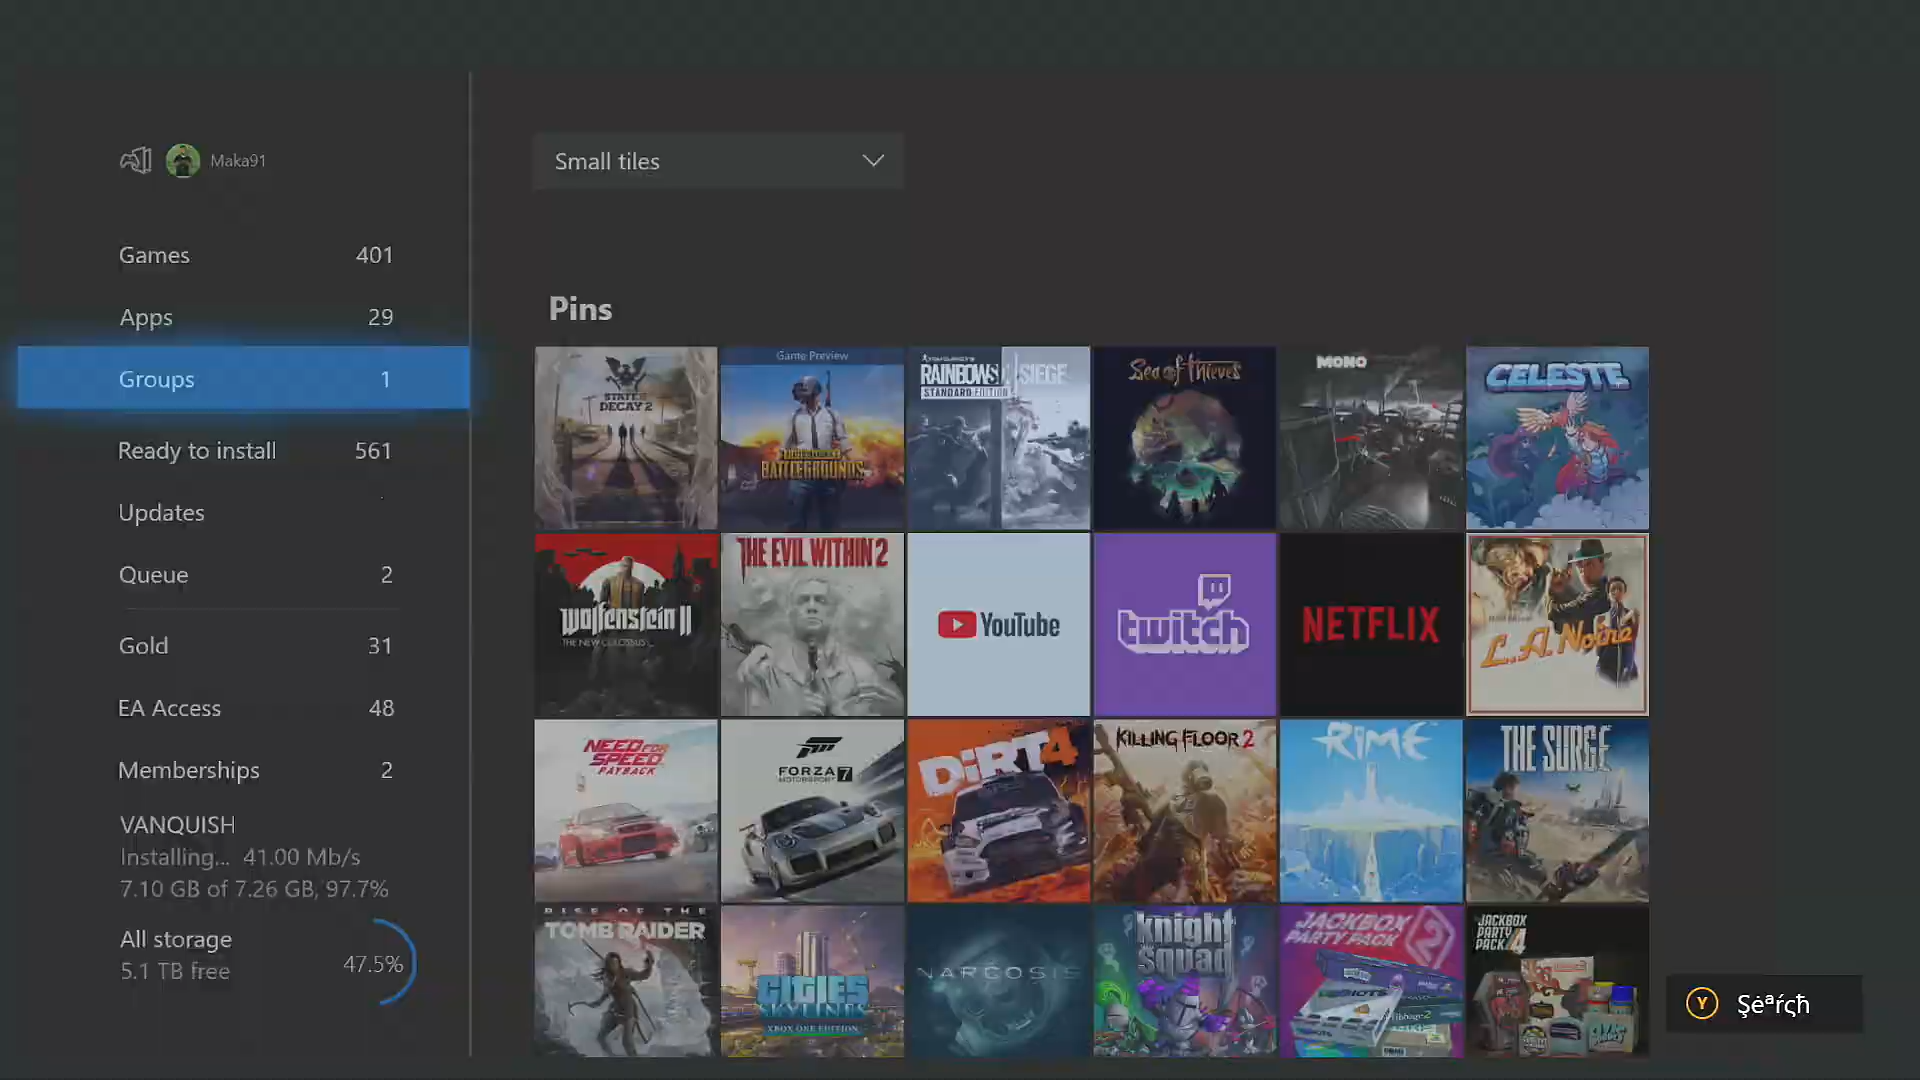 Maka91
Small tiles
Games 401
Apps 29
Groups 1
Ready to install 561
Updates
Queue 2
Gold 31
EA Access 48
Memberships 2
VANQUISH
Installing... 41.00 Mb/s
7.10 GB of 7.26 GB, 97.7%
All storage
5.1 TB free
47.5%
Pins
STATE of DECAY 2
Game Preview
BATTLEGROUNDS
RAINBOW SIX SIEGE
STANDARD EDITION
Sea of Thieves
MONO
CELESTE
Wolfenstein II
THE NEW COLOSSUS
THE EVIL WITHIN 2
YouTube
twitch
NETFLIX
L.A. Noire
NEED FOR SPEED PAYBACK
FORZA MOTORSPORT 7
DiRT 4
KILLING FLOOR 2
RiME
THE SURGE
RISE OF THE
TOMB RAIDER
CITIES SKYLINES
XBOX ONE EDITION
NARCOSIS
knight squad
JACKBOX PARTY PACK 2
JACKBOX PARTY PACK 4
Y Şėªŕçħ